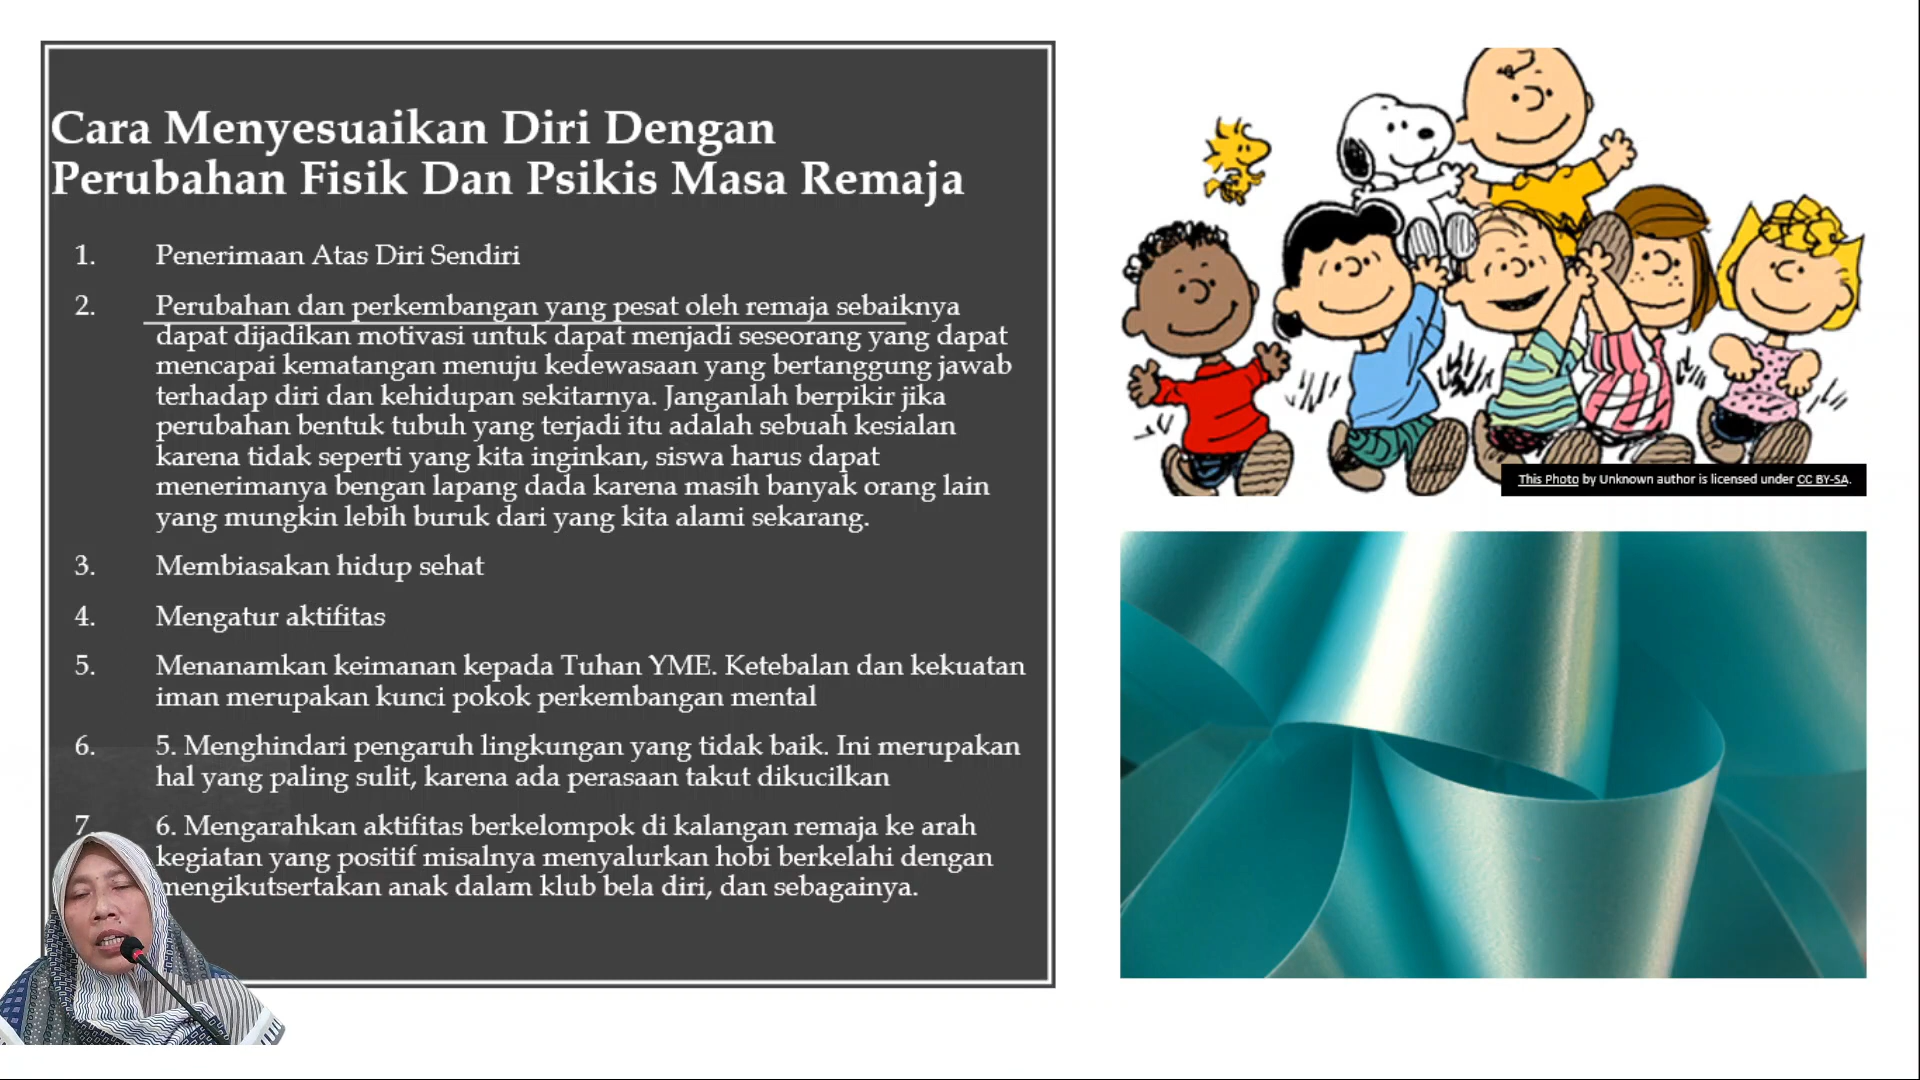 Cara Menyesuaikan Diri Dengan
Perubahan Fisik Dan Psikis Masa Remaja
1. Penerimaan Atas Diri Sendiri
2. Perubahan dan perkembangan yang pesat oleh remaja sebaiknya
dapat dijadikan motivasi untuk dapat menjadi seseorang yang dapat
mencapai kematangan menuju kedewasaan yang bertanggung jawab
terhadap diri dan kehidupan sekitarnya. Janganlah berpikir jika
perubahan bentuk tubuh yang terjadi itu adalah sebuah kesialan
karena tidak seperti yang kita inginkan, siswa harus dapat
menerimanya bengan lapang dada karena masih banyak orang lain
yang mungkin lebih buruk dari yang kita alami sekarang.
3. Membiasakan hidup sehat
4. Mengatur aktifitas
5. Menanamkan keimanan kepada Tuhan YME. Ketebalan dan kekuatan
iman merupakan kunci pokok perkembangan mental
6. 5. Menghindari pengaruh lingkungan yang tidak baik. Ini merupakan
hal yang paling sulit, karena ada perasaan takut dikucilkan
7 6. Mengarahkan aktifitas berkelompok di kalangan remaja ke arah
kegiatan yang positif misalnya menyalurkan hobi berkelahi dengan
mengikutsertakan anak dalam klub bela diri, dan sebagainya.
This Photo by Unknown author is licensed under CC BY-SA.